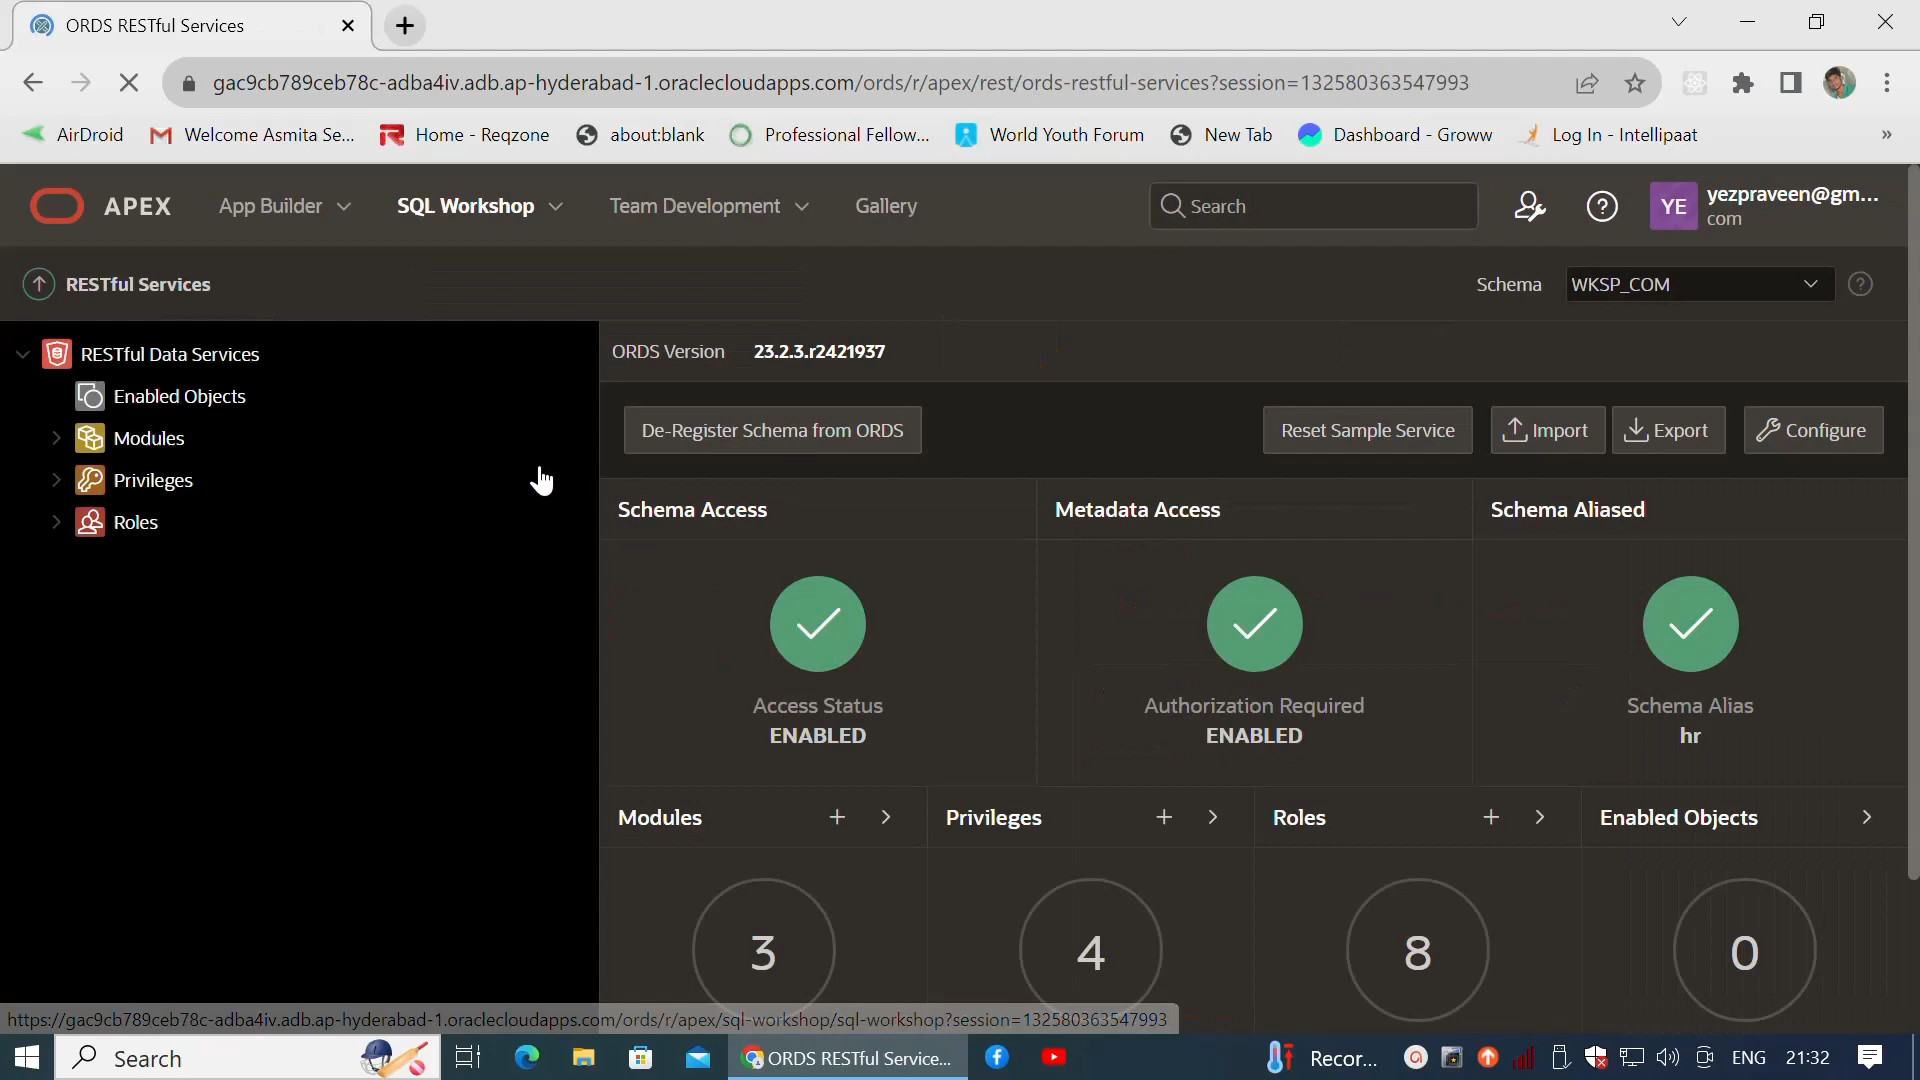 ORDS RESTful Services
gac9cb789ceb78c-adba4iv.adb.ap-hyderabad-1.oraclecloudapps.com/ords/r/apex/rest/ords-restful-services?session=132580363547993
AirDroid Welcome Asmita Se... Home - Reqzone about:blank Professional Fellow... World Youth Forum New Tab Dashboard - Groww Log In - Intellipaat »
APEX App Builder SQL Workshop Team Development Gallery Search YE yezpraveen@gm...
com
RESTful Services Schema WKSP_COM
RESTful Data Services
Enabled Objects
Modules
Privileges
Roles
ORDS Version 23.2.3.r2421937
De-Register Schema from ORDS Reset Sample Service Import Export Configure
Schema Access Metadata Access Schema Aliased
Access Status Authorization Required Schema Alias
ENABLED ENABLED hr
Modules Privileges Roles Enabled Objects
3 4 8 0
https://gac9cb789ceb78c-adba4iv.adb.ap-hyderabad-1.oraclecloudapps.com/ords/r/apex/sql-workshop/sql-workshop?session=132580363547993
Search ORDS RESTful Service... Recor... ENG 21:32